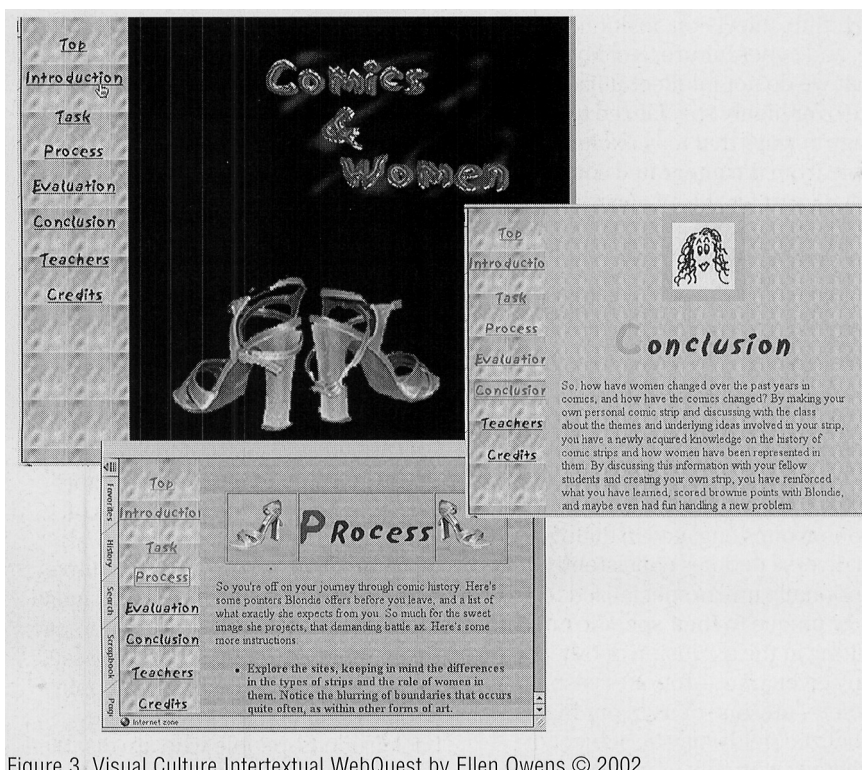 Top
Introduction
Task
Process
Evaluation
Conclusion
Teachers
Credits
Comics
&
Women
Top
Introductio
Task
Process
Evaluation
Conclusion
Teachers
Credits
Conclusion
So, how have women changed over the past years in
comics, and how have the comics changed? By making your
own personal comic strip and discussing with the class
about the themes and underlying ideas involved in your strip,
you have a newly acquired knowledge on the history of
comic strips and how women have been represented in
them. By discussing this information with your fellow
students and creating your own strip, you have reinforced
what you have learned, scored brownie points with Blondie,
and maybe even had fun handling a new problem
Favorites
History
Search
Scrapbook
Page
Top
Introduction
Task
Process
Evaluation
Conclusion
Teachers
Credits
PRocess
So you're off on your journey through comic history. Here's
some pointers Blondie offers before you leave, and a list of
what exactly she expects from you. So much for the sweet
image she projects, that demanding battle ax. Here's some
more instructions
• Explore the sites, keeping in mind the differences
in the types of strips and the role of women in
them. Notice the blurring of boundaries that occurs
quite often, as within other forms of art.
Internet zone
Figure 3. Visual Culture Intertextual WebQuest by Ellen Owens © 2002